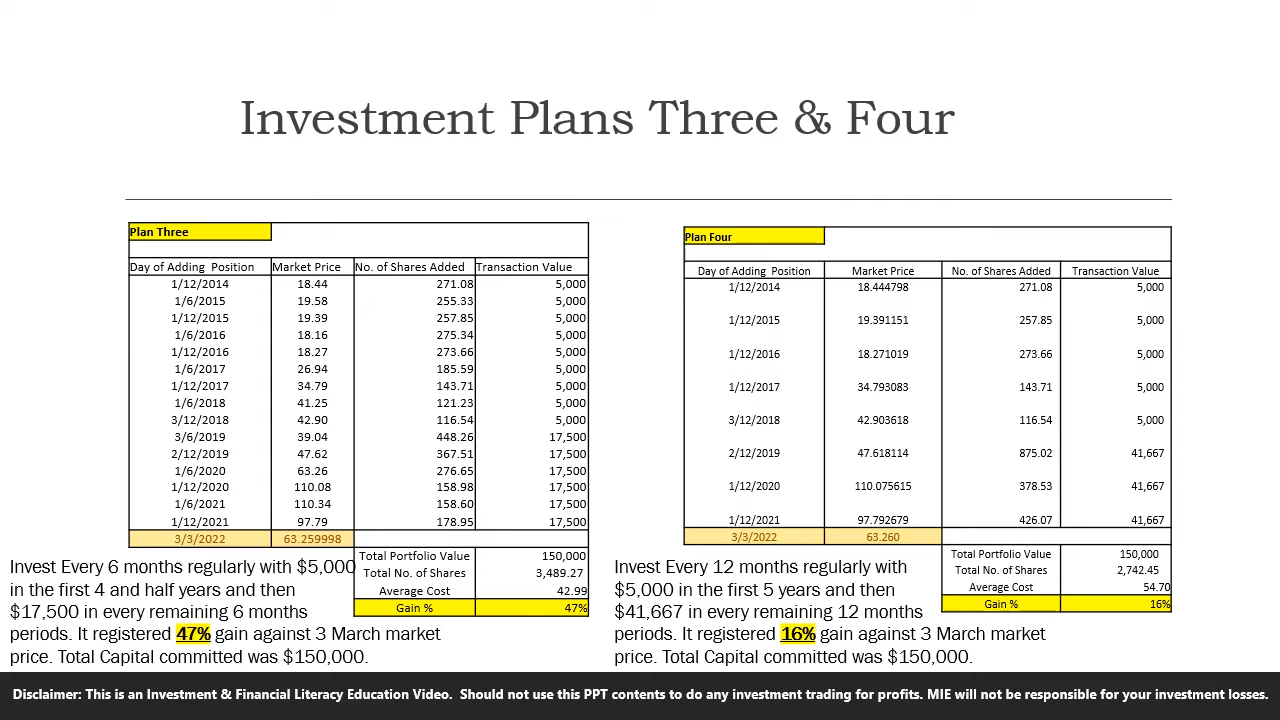 Investment Plans Three & Four
Plan Three
Day of Adding Position Market Price No. of Shares Added Transaction Value
1/12/2014 18.44 271.08 5,000
1/6/2015 19.58 255.33 5,000
1/12/2015 19.39 257.85 5,000
1/6/2016 18.16 275.34 5,000
1/12/2016 18.27 273.66 5,000
1/6/2017 26.94 185.59 5,000
1/12/2017 34.79 143.71 5,000
1/6/2018 41.25 121.23 5,000
3/12/2018 42.90 116.54 5,000
3/6/2019 39.04 448.26 17,500
2/12/2019 47.62 367.51 17,500
1/6/2020 63.26 276.65 17,500
1/12/2020 110.08 158.98 17,500
1/6/2021 110.34 158.60 17,500
1/12/2021 97.79 178.95 17,500
3/3/2022 63.259998
Total Portfolio Value 150,000
Total No. of Shares 3,489.27
Average Cost 42.99
Gain % 47%
Invest Every 6 months regularly with $5,000
in the first 4 and half years and then
$17,500 in every remaining 6 months
periods. It registered 47% gain against 3 March market
price. Total Capital committed was $150,000.
Plan Four
Day of Adding Position Market Price No. of Shares Added Transaction Value
1/12/2014 18.444798 271.08 5,000
1/12/2015 19.391151 257.85 5,000
1/12/2016 18.271019 273.66 5,000
1/12/2017 34.793083 143.71 5,000
3/12/2018 42.903618 116.54 5,000
2/12/2019 47.618114 875.02 41,667
1/12/2020 110.075615 378.53 41,667
1/12/2021 97.792679 426.07 41,667
3/3/2022 63.260
Total Portfolio Value 150,000
Total No. of Shares 2,742.45
Average Cost 54.70
Gain % 16%
Invest Every 12 months regularly with
$5,000 in the first 5 years and then
$41,667 in every remaining 12 months
periods. It registered 16% gain against 3 March market
price. Total Capital committed was $150,000.
Disclaimer: This is an Investment & Financial Literacy Education Video. Should not use this PPT contents to do any investment trading for profits. MIE will not be responsible for your investment losses.